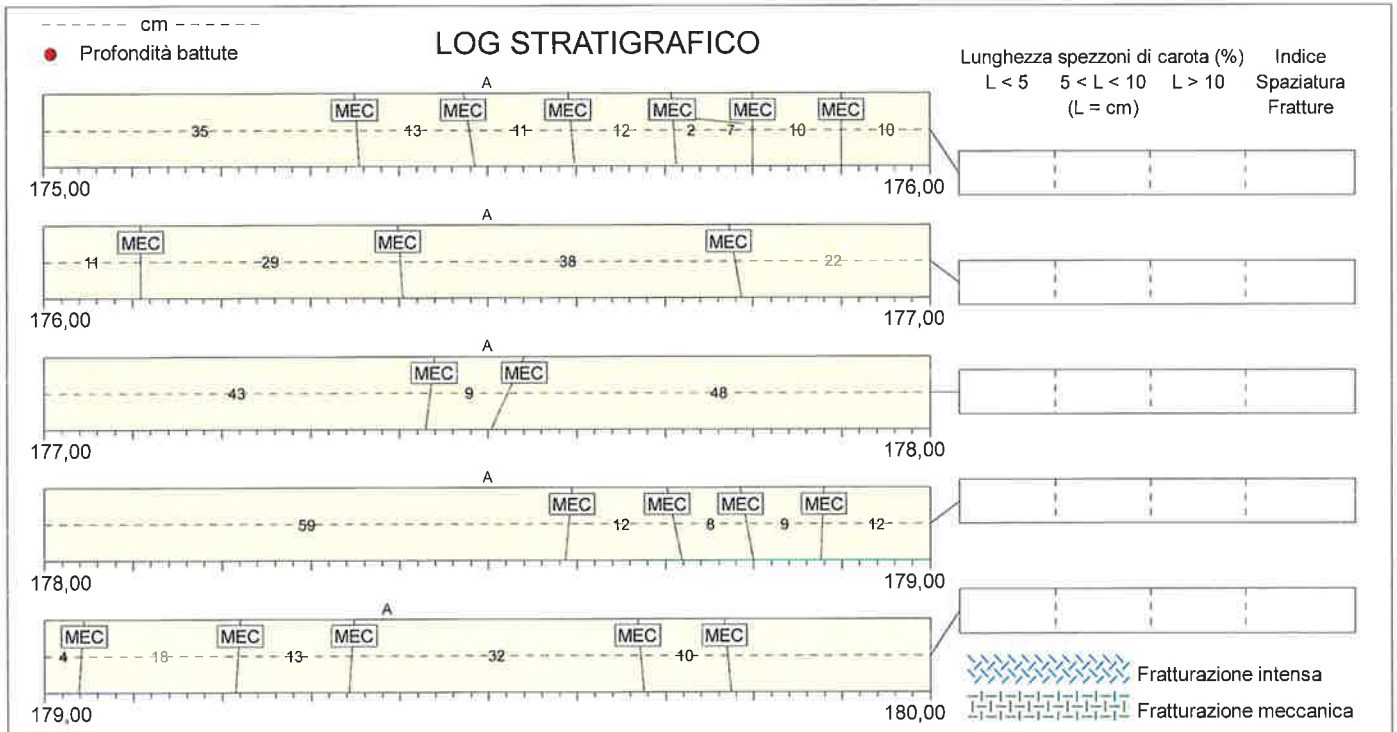 cm
Profondità battute
LOG STRATIGRAFICO
Lunghezza spezzoni di carota (%) Indice
L < 5 5 < L < 10 L > 10 Spaziatura
(L = cm) Fratture
A
MEC MEC MEC MEC MEC MEC
35 13 11 12 2 7 10 10
175,00 176,00
A
MEC MEC MEC
11 29 38 22
176,00 177,00
A
MEC MEC
43 9 48
177,00 178,00
A
MEC MEC MEC MEC
59 12 8 9 12
178,00 179,00
A
MEC MEC MEC MEC MEC
4 18 13 32 10
179,00 180,00
Fratturazione intensa
Fratturazione meccanica